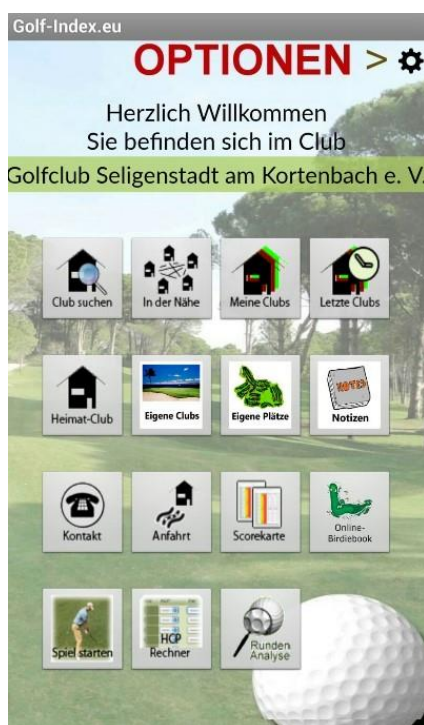 Golf-Index.eu
OPTIONEN >
Herzlich Willkommen
Sie befinden sich im Club
Golfclub Seligenstadt am Kortenbach e. V.
Club suchen
In der Nähe
Meine Clubs
Letzte Clubs
Heimat-Club
Eigene Clubs
Eigene Plätze
NOTES
Notizen
Kontakt
Anfahrt
Scorekarte
Online-
Birdiebook
Spiel starten
HCP
Rechner
Runden
Analyse